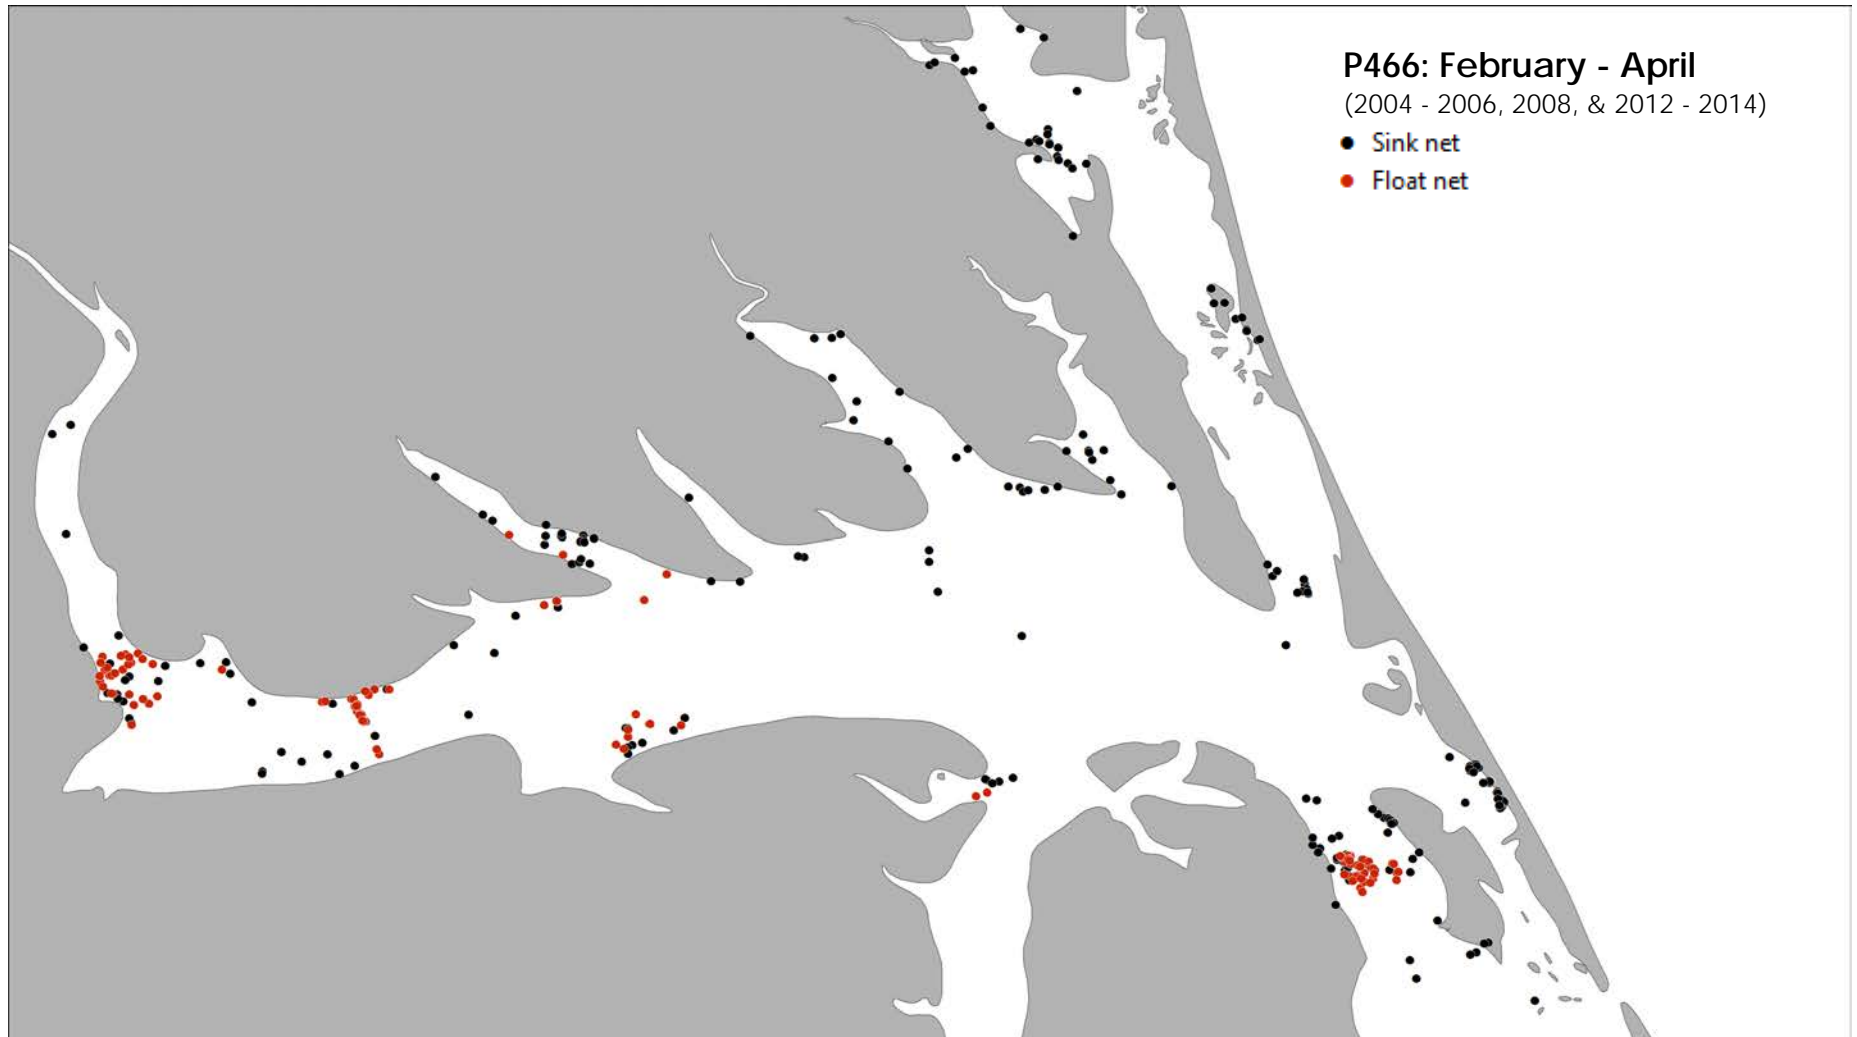 P466: February - April
(2004 - 2006, 2008, & 2012 - 2014)
Sink net
Float net